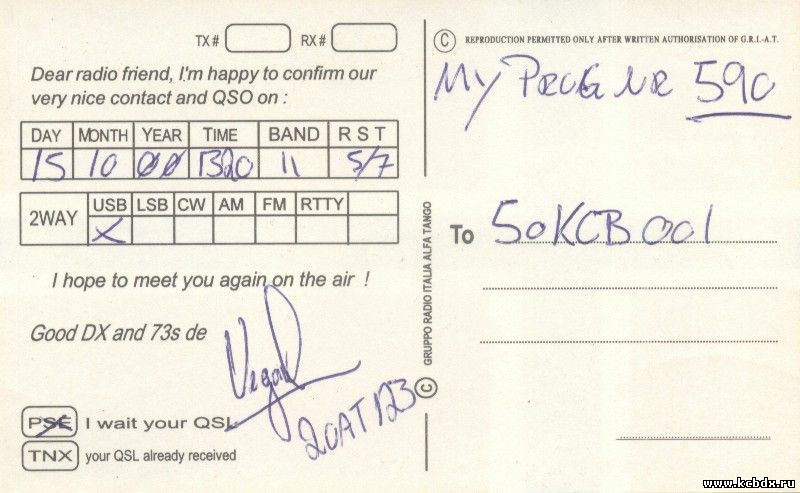 TX# RX#
Dear radio friend, I'm happy to confirm our
very nice contact and QSO on :
DAY MONTH YEAR TIME BAND R S T
15 10 00 1320 11 5/7
2WAY USB LSB CW AM FM RTTY
X
I hope to meet you again on the air !
Good DX and 73s de
20AT123
PSE I wait your QSL
TNX your QSL already received
© GRUPPO RADIO ITALIA ALFA TANGO
© REPRODUCTION PERMITTED ONLY AFTER WRITTEN AUTHORISATION OF G.R.I.-A.T.
My PROG NR 590
To 50KCB001
www.kcbdx.ru